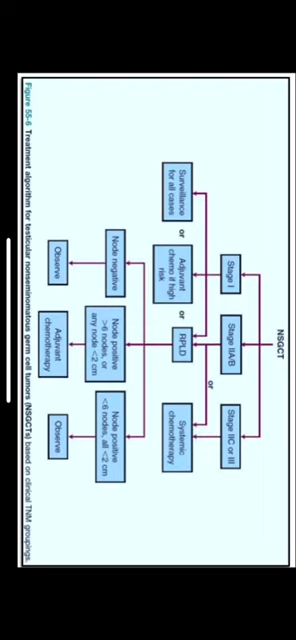 NSGCT
Stage I
Stage IIA/B
Stage IIC or III
or
Surveillance
for all cases
or
Adjuvant
chemo if high
risk
or
RPLD
Systemic
chemotherapy
Node negative
Node positive
>6 nodes, or
any node <2 cm
Node positive
<6 nodes, all <2 cm
Observe
Adjuvant
chemotherapy
Observe
Figure 55-6 Treatment algorithm for testicular nonseminomatous germ cell tumors (NSGCTs) based on clinical TNM groupings.